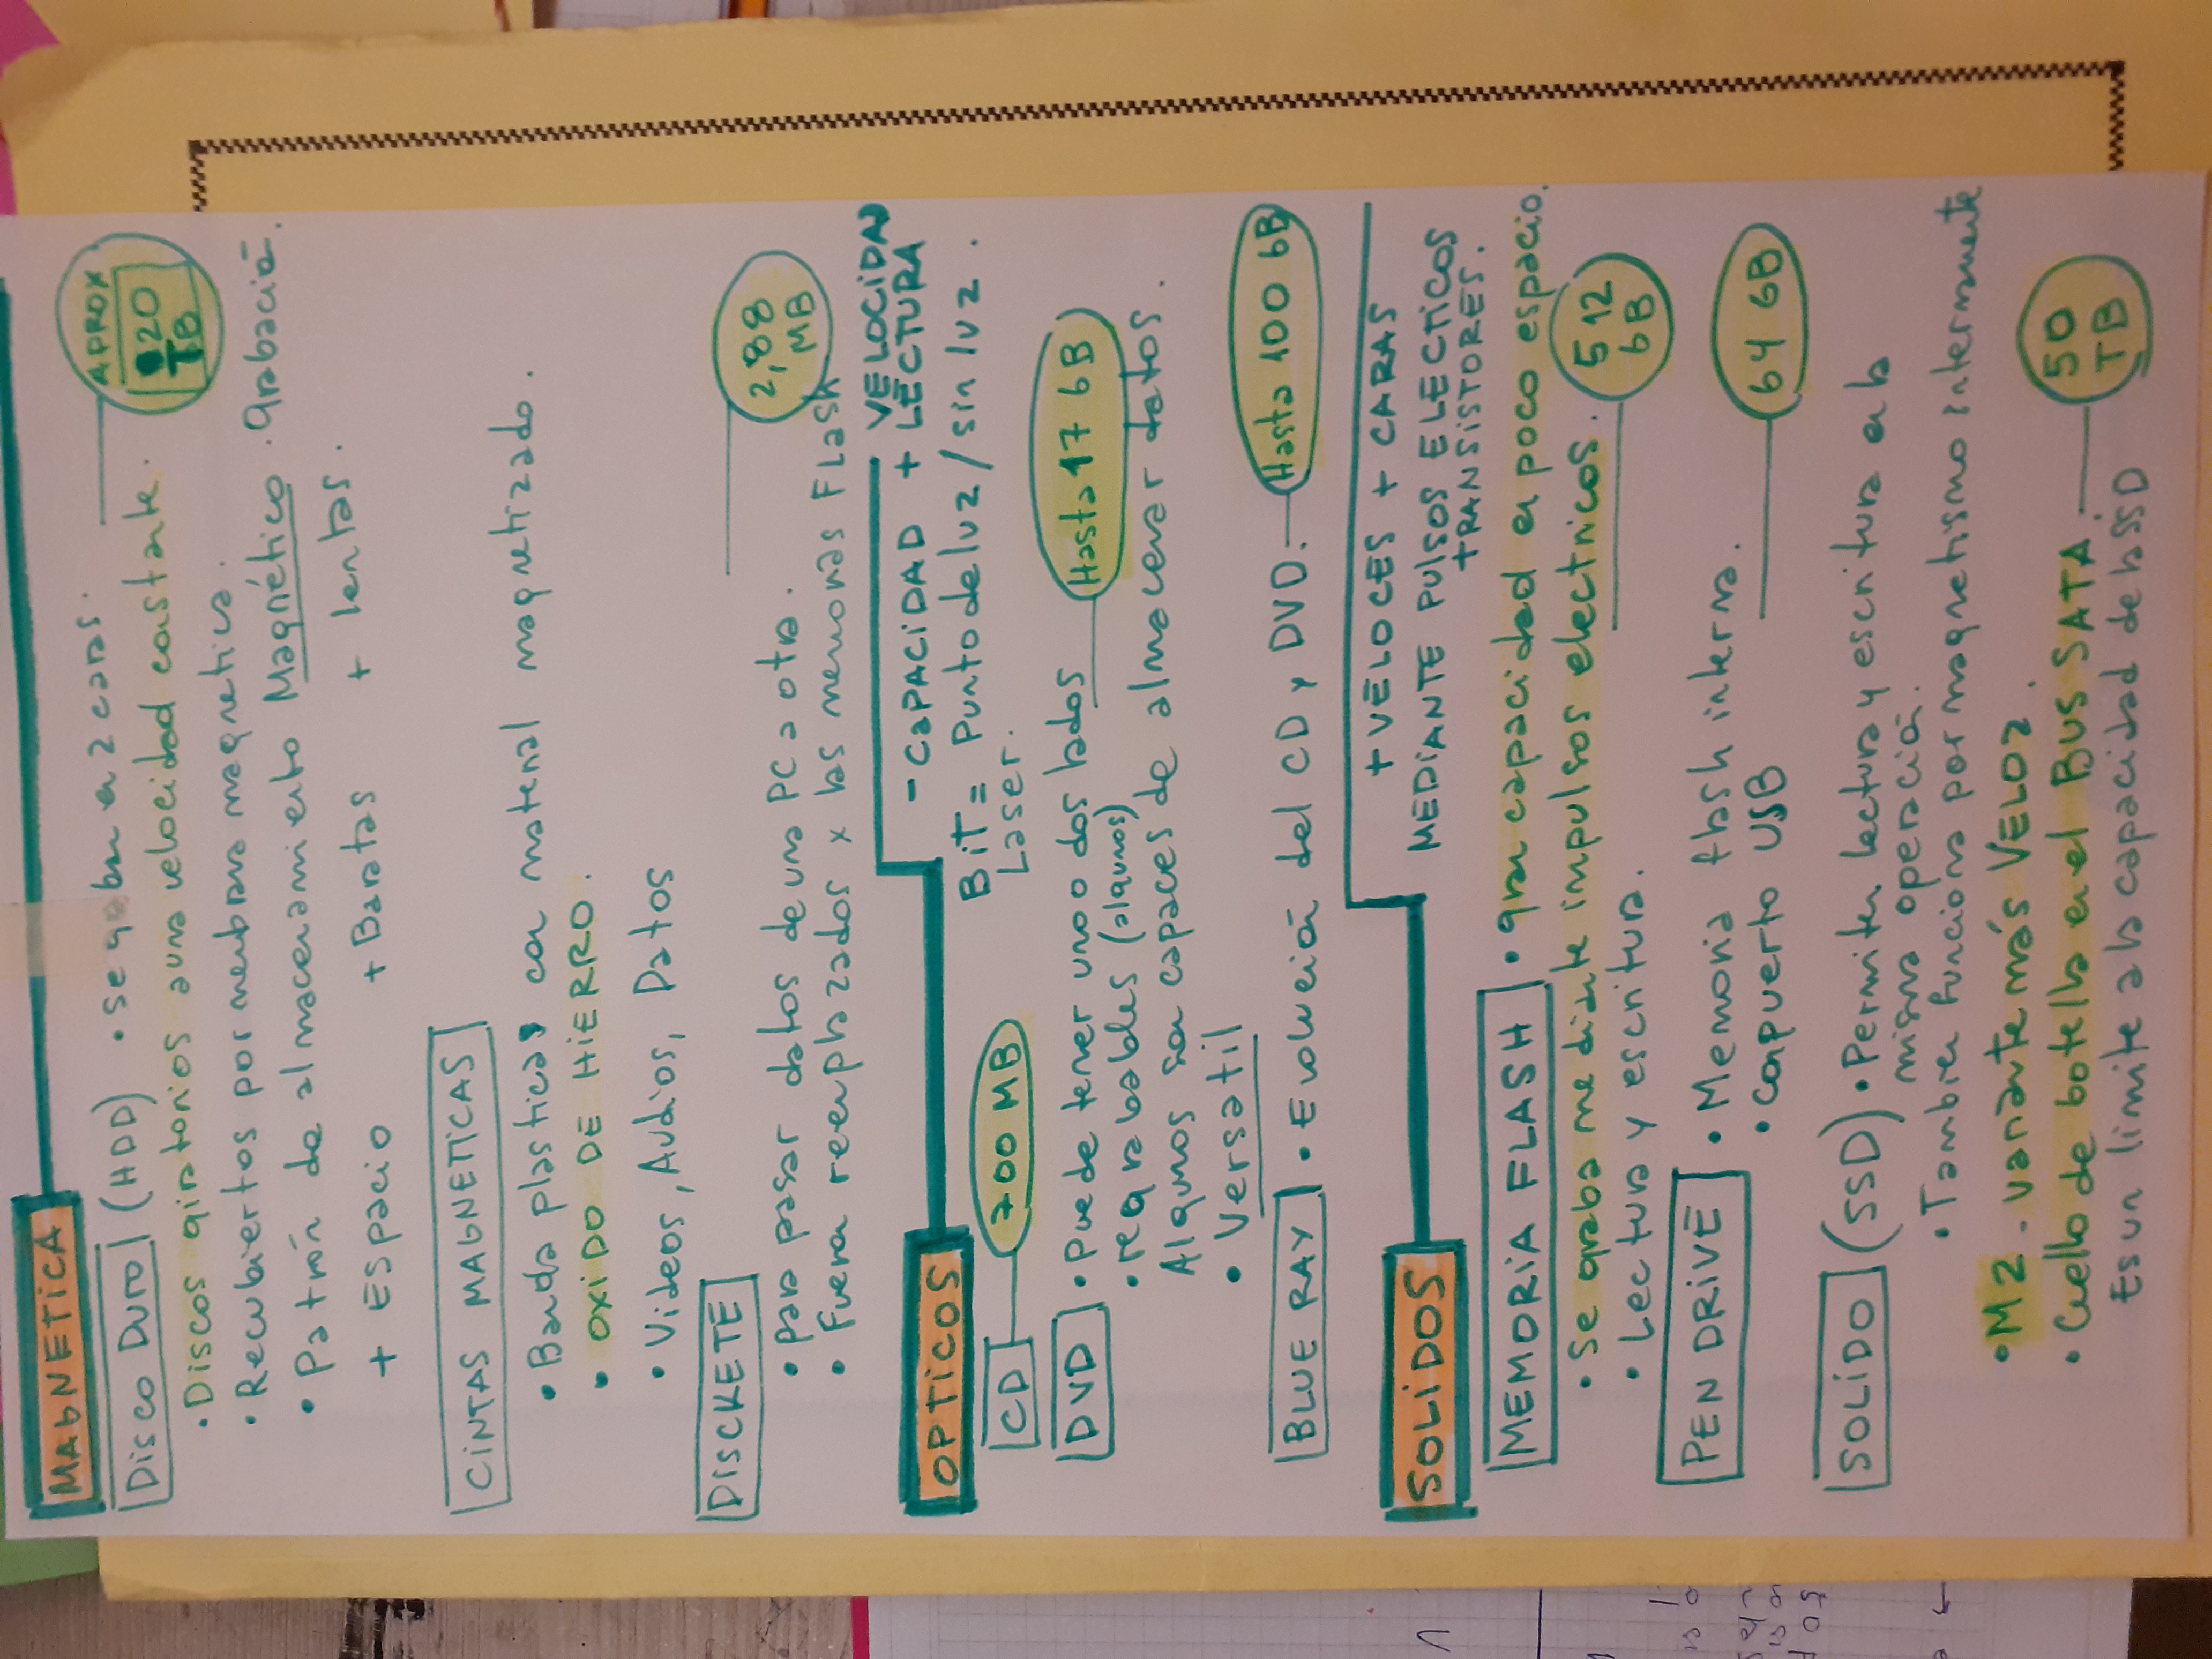 MAGNETICA
Disco Duro (HDD) • se graba en 2 caras. APROX
20
TB
• Discos giratorios a una velocidad constante.
• Recubiertos por membrana magnetica.
• Patrón de almacenamiento Magnético. Grabación.
+ Espacio + Baratas + lentas.
CINTAS MAGNETICAS
• Banda plasticas con material magnetizado.
• OXIDO DE HIERRO.
• Videos, Audios, Datos
DISCKETE
2,88
MB
• para pasar datos de una PC a otra.
• Fueron reemplazados x las memorias Flash
OPTICOS
- CAPACIDAD + VELOCIDAD
LECTURA
BiT = Punto de luz / sin luz.
Laser.
CD 700 MB
DVD • Puede tener uno o dos lados Hasta 17 GB
• regrabables (algunos)
Algunos son capaces de almacenar datos.
• Versatil
BLUE RAY • Evolución del CD y DVD. Hasta 100 GB
SOLIDOS
+ VELOCES + CARAS
MEDIANTE PULSOS ELECTICOS
TRANSISTORES.
MEMORIA FLASH • gran capacidad en poco espacio.
• Se graba mediante impulsos electricos. 512
GB
• Lectura y escritura.
PEN DRIVE • Memoria flash interna.
• con puerto USB 64 GB
SOLIDO (SSD) • Permiten lectura y escritura en la
misma operación.
• Tambien funciona por magnetismo internamente
• M2 - variante más VELOZ.
• Cuello de botella en el BUS SATA. 50
TB
Es un limite a la capacidad de la SSD